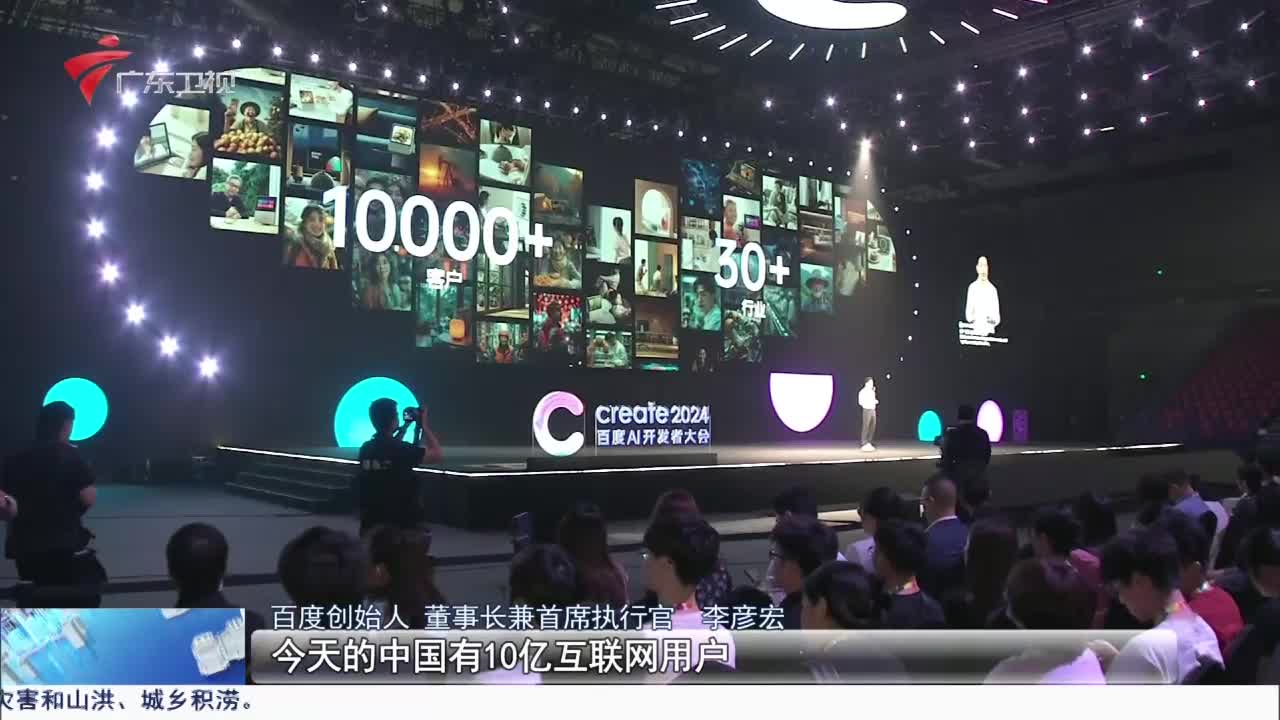 广东卫视
10000+
客户
30+
行业
create 2024
百度AI开发者大会
百度创始人 董事长兼首席执行官 李彦宏
今天的中国有10亿互联网用户
灾害和山洪、城乡积涝。